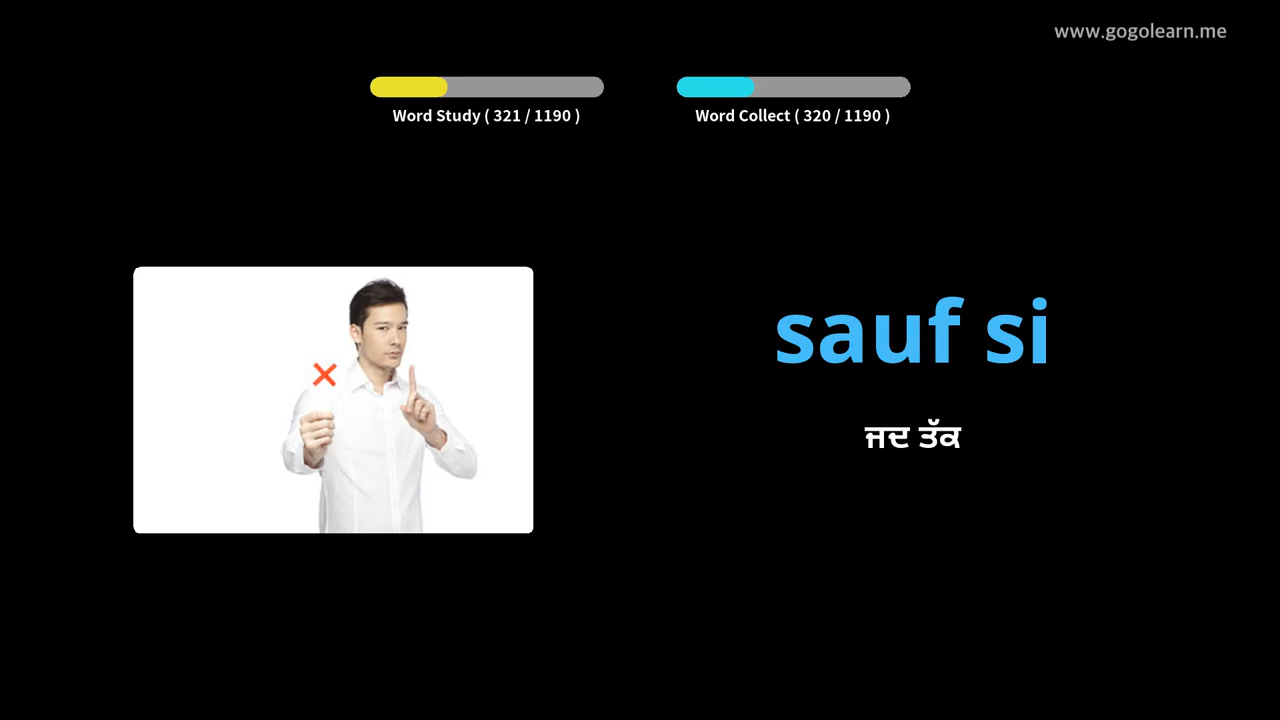 www.gogolearn.me
Word Study ( 321 / 1190 )
Word Collect ( 320 / 1190 )
sauf si
ਜਦ ਤੱਕ